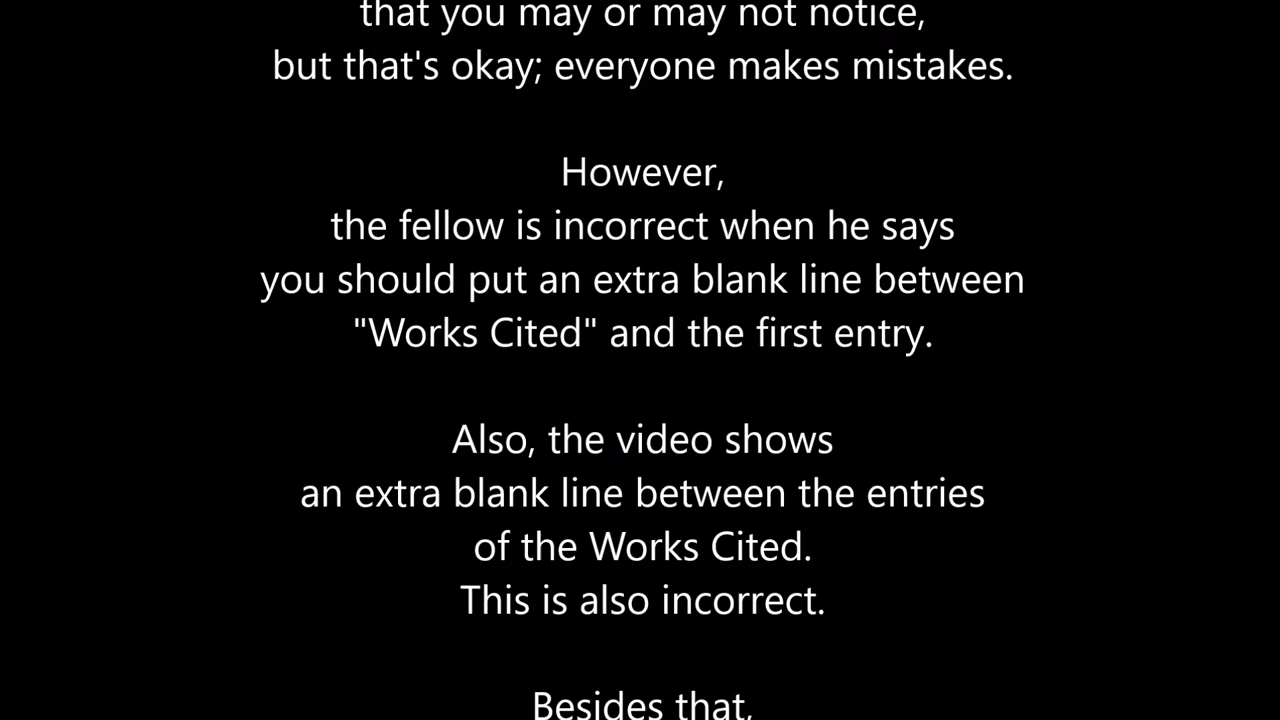 that you may or may not notice,
but that's okay; everyone makes mistakes.
However,
the fellow is incorrect when he says
you should put an extra blank line between
"Works Cited" and the first entry.
Also, the video shows
an extra blank line between the entries
of the Works Cited.
This is also incorrect.
Besides that,